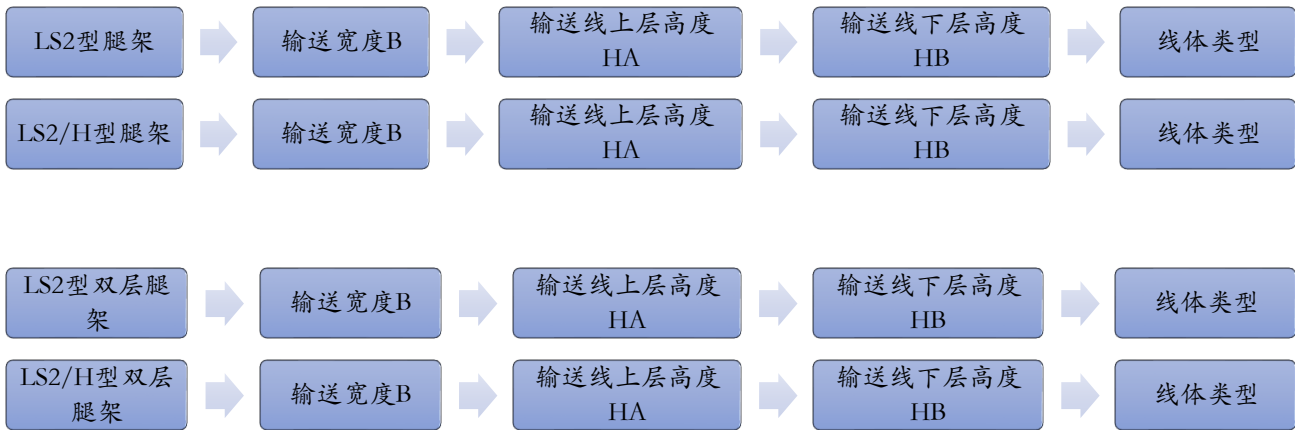 LS2型腿架
输送宽度B
输送线上层高度
HA
输送线下层高度
HB
线体类型
LS2/H型腿架
输送宽度B
输送线上层高度
HA
输送线下层高度
HB
线体类型
LS2型双层腿
架
输送宽度B
输送线上层高度
HA
输送线下层高度
HB
线体类型
LS2/H型双层
腿架
输送宽度B
输送线上层高度
HA
输送线下层高度
HB
线体类型